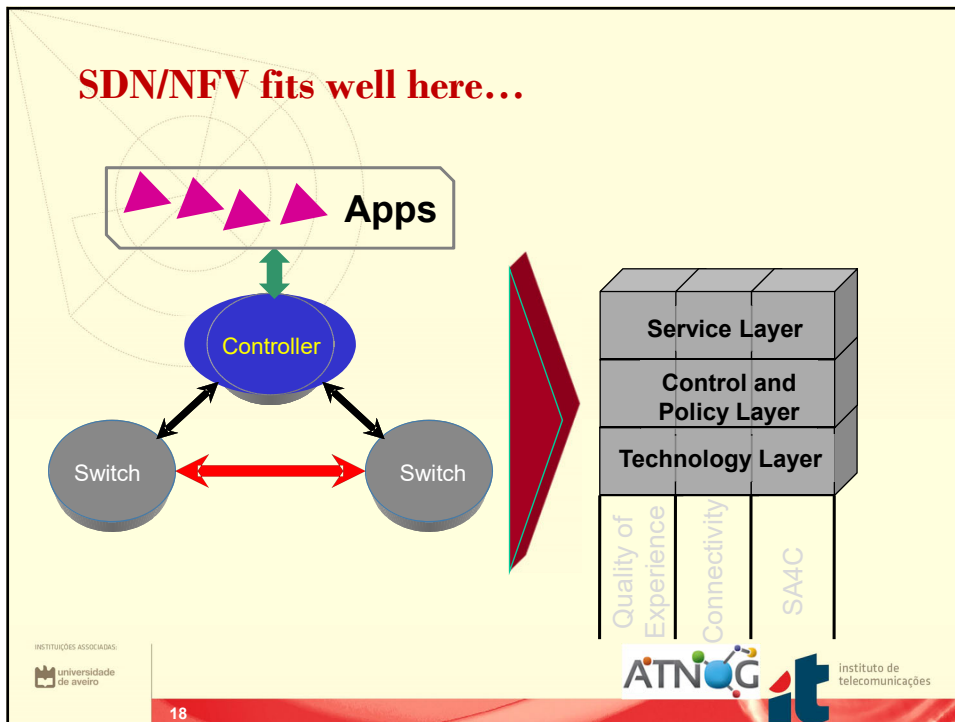 SDN/NFV fits well here…
Apps
Controller
Switch
Switch
Service Layer
Control and
Policy Layer
Technology Layer
Quality of
Experience
Connectivity
SA4C
INSTITUIÇÕES ASSOCIADAS:
universidade
de aveiro
ATNOG
it
instituto de
telecomunicações
18